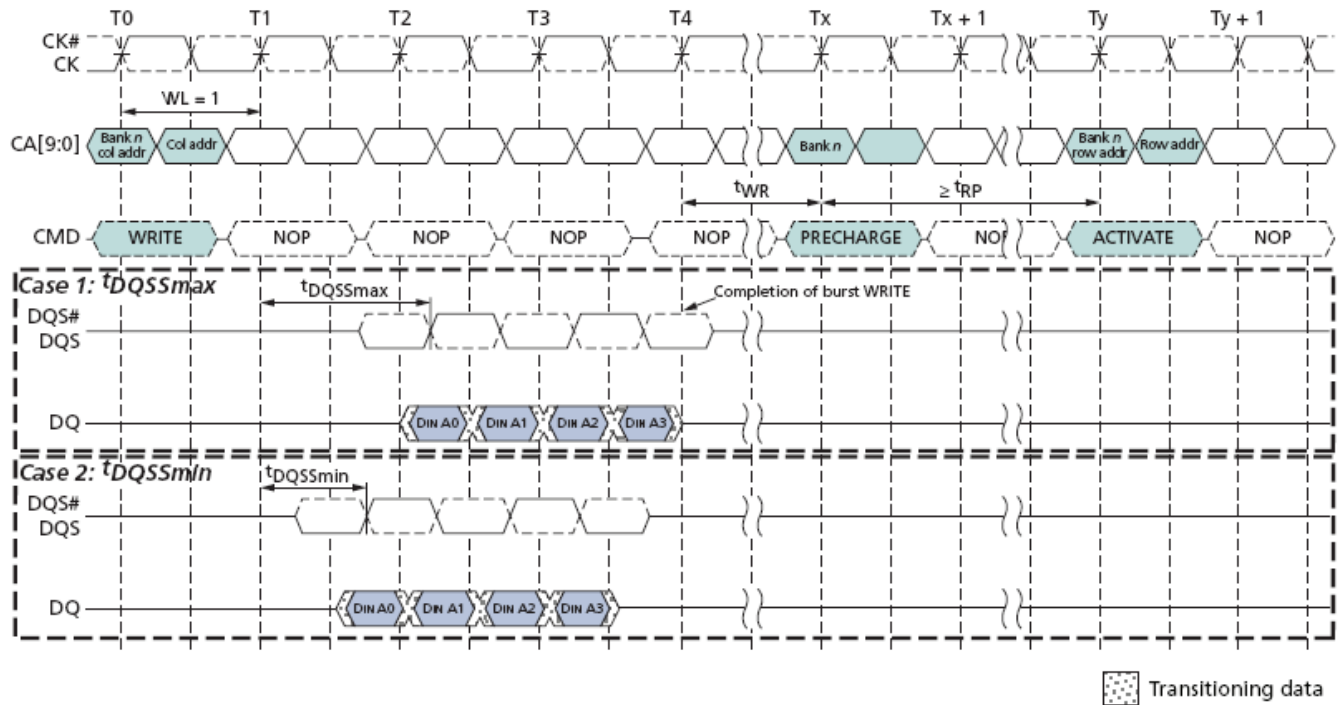 T0 T1 T2 T3 T4 Tx Tx + 1 Ty Ty + 1
CK#
CK
WL = 1
CA[9:0]
Bank n
col addr
Col addr
Bank n
Bank n
row addr
Row addr
tWR
≥ tRP
CMD
WRITE NOP NOP NOP NOP PRECHARGE NOP ACTIVATE NOP
Case 1: tDQSSmax
tDQSSmax
Completion of burst WRITE
DQS#
DQS
DQ
DIN A0 DIN A1 DIN A2 DIN A3
Case 2: tDQSSmin
tDQSSmin
DQS#
DQS
DQ
DIN A0 DIN A1 DIN A2 DIN A3
Transitioning data